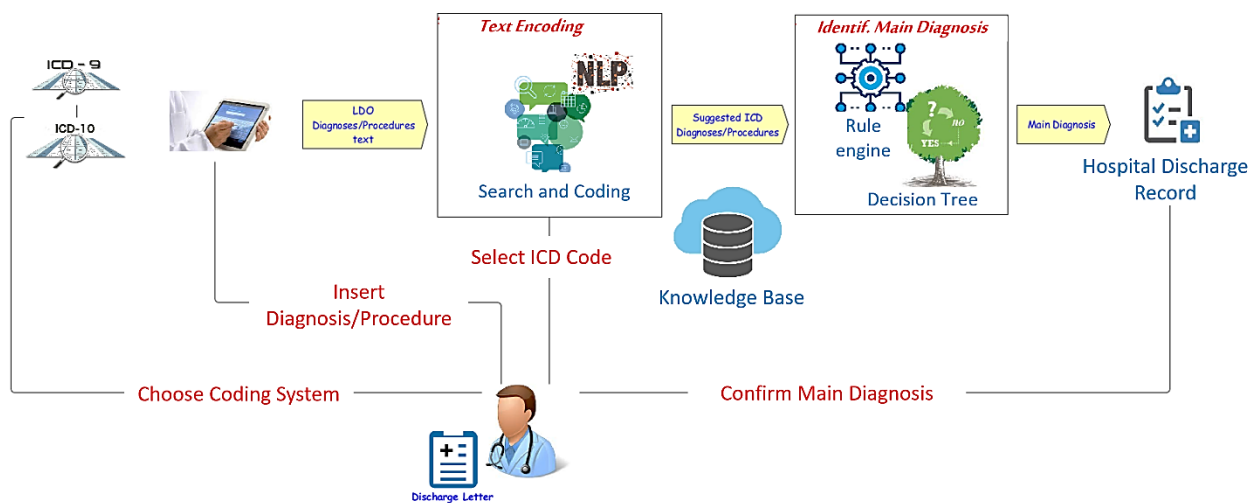 ICD - 9
ICD-10
LDO
Diagnoses/Procedures
text
Text Encoding
NLP
Search and Coding
Suggested ICD
Diagnoses/Procedures
Identif. Main Diagnosis
Rule
engine
?
no
YES
Decision Tree
Main Diagnosis
Hospital Discharge
Record
Select ICD Code
Knowledge Base
Insert
Diagnosis/Procedure
Choose Coding System
Confirm Main Diagnosis
Discharge Letter